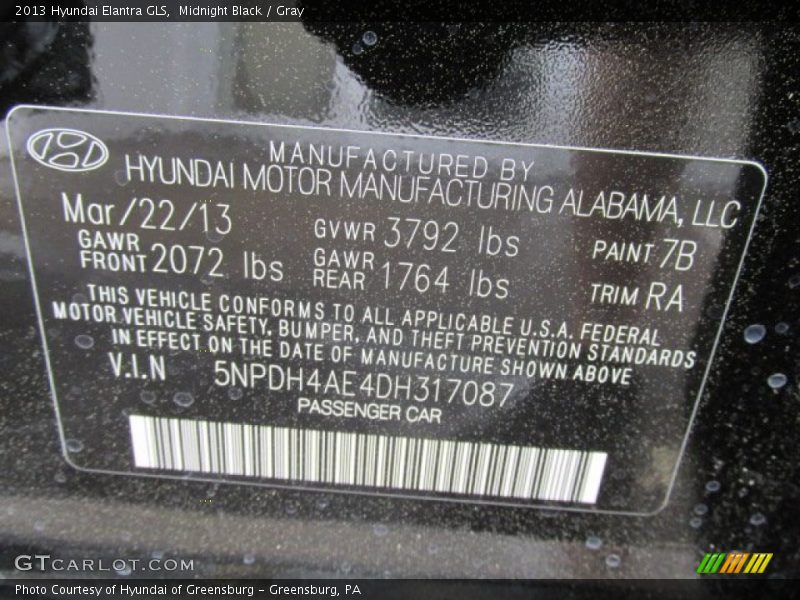 2013 Hyundai Elantra GLS, Midnight Black / Gray
MANUFACTURED BY
HYUNDAI MOTOR MANUFACTURING ALABAMA, LLC
Mar/22/13 GVWR 3792 lbs PAINT 7B
GAWR FRONT 2072 lbs GAWR REAR 1764 lbs TRIM RA
THIS VEHICLE CONFORMS TO ALL APPLICABLE U.S.A. FEDERAL
MOTOR VEHICLE SAFETY, BUMPER, AND THEFT PREVENTION STANDARDS
IN EFFECT ON THE DATE OF MANUFACTURE SHOWN ABOVE
V.I.N 5NPDH4AE4DH317087
PASSENGER CAR
GTCARLOT.COM
Photo Courtesy of Hyundai of Greensburg - Greensburg, PA